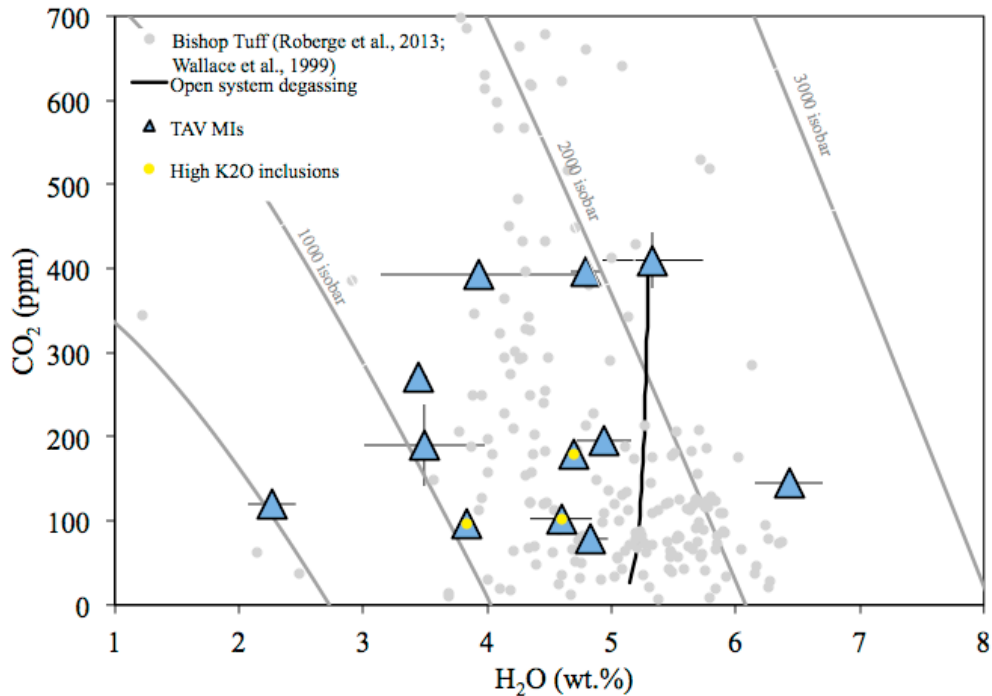 700
600
500
400
300
200
100
0
CO2 (ppm)
Bishop Tuff (Roberge et al., 2013;
Wallace et al., 1999)
Open system degassing
TAV MIs
High K2O inclusions
1000 isobar
2000 isobar
3000 isobar
1 2 3 4 5 6 7 8
H2O (wt.%)